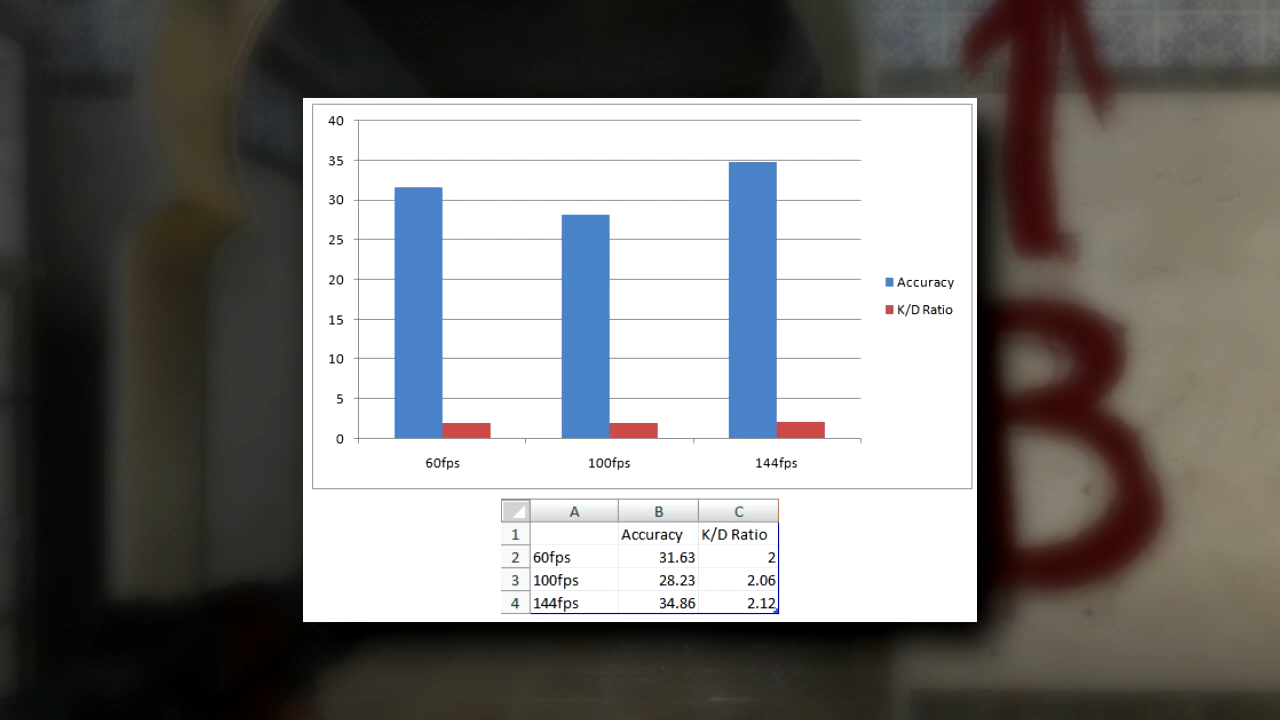 40
35
30
25
20
15
10
5
0
60fps 100fps 144fps
Accuracy
K/D Ratio
A B C
1 Accuracy K/D Ratio
2 60fps 31.63 2
3 100fps 28.23 2.06
4 144fps 34.86 2.12
B